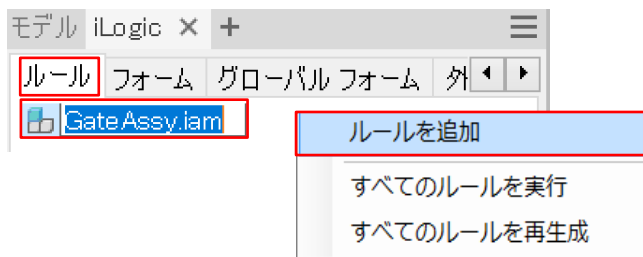 モデル iLogic × +
ルール フォーム グローバル フォーム 外
GateAssy.iam
ルールを追加
すべてのルールを実行
すべてのルールを再生成